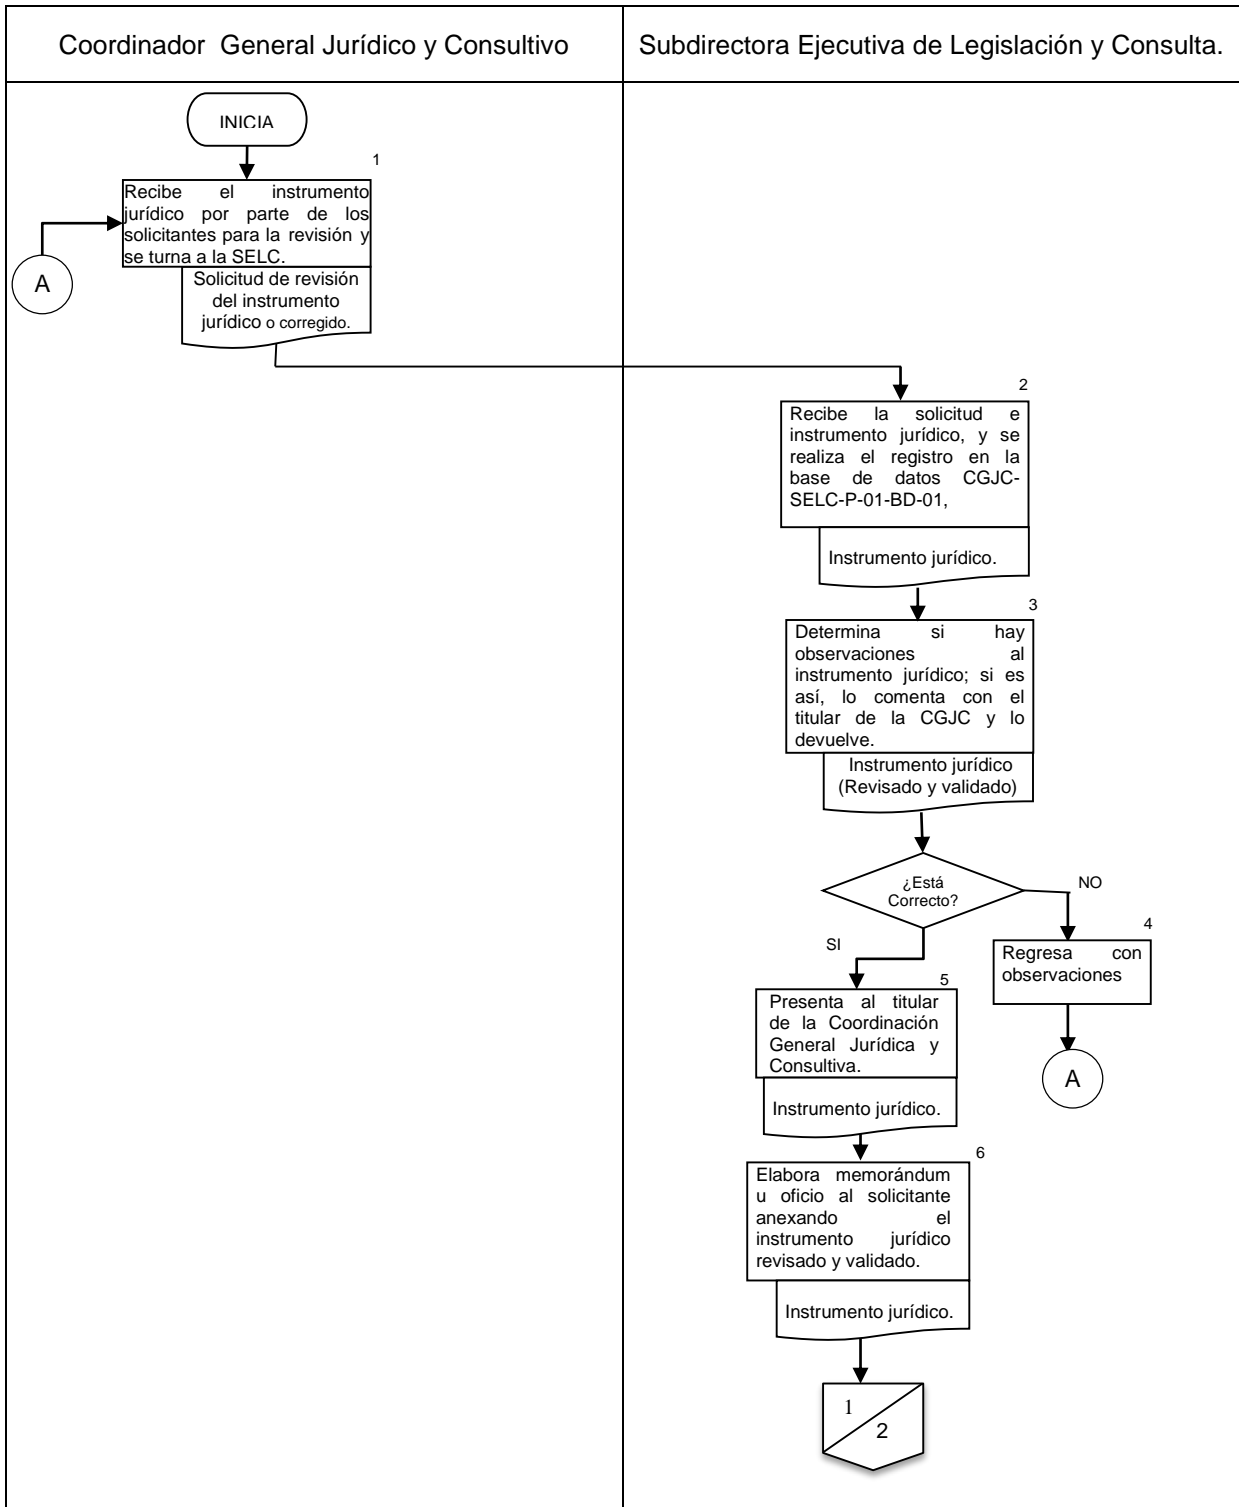 Coordinador General Jurídico y Consultivo
Subdirectora Ejecutiva de Legislación y Consulta.
INICIA
1
Recibe el instrumento
jurídico por parte de los
solicitantes para la revisión y
se turna a la SELC.
A
Solicitud de revisión
del instrumento
jurídico o corregido.
2
Recibe la solicitud e
instrumento jurídico, y se
realiza el registro en la
base de datos CGJC-
SELC-P-01-BD-01,
Instrumento jurídico.
3
Determina si hay
observaciones al
instrumento jurídico; si es
así, lo comenta con el
titular de la CGJC y lo
devuelve.
Instrumento jurídico
(Revisado y validado)
¿Está
Correcto?
NO
SI
4
Regresa con
observaciones
A
5
Presenta al titular
de la Coordinación
General Jurídica y
Consultiva.
Instrumento jurídico.
6
Elabora memorándum
u oficio al solicitante
anexando el
instrumento jurídico
revisado y validado.
Instrumento jurídico.
1
2